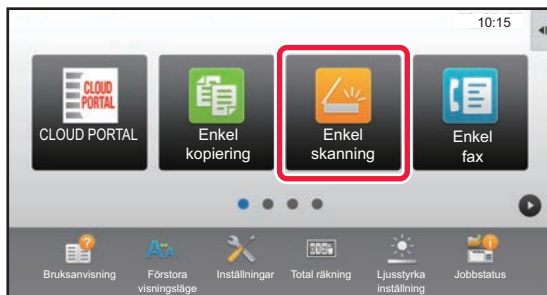 10:15
CLOUD
PORTAL
CLOUD PORTAL
Enkel
kopiering
Enkel
skanning
Enkel
fax
Bruksanvisning
Förstora
visningsläge
Inställningar
Total räkning
Ljusstyrka
inställning
Jobbstatus